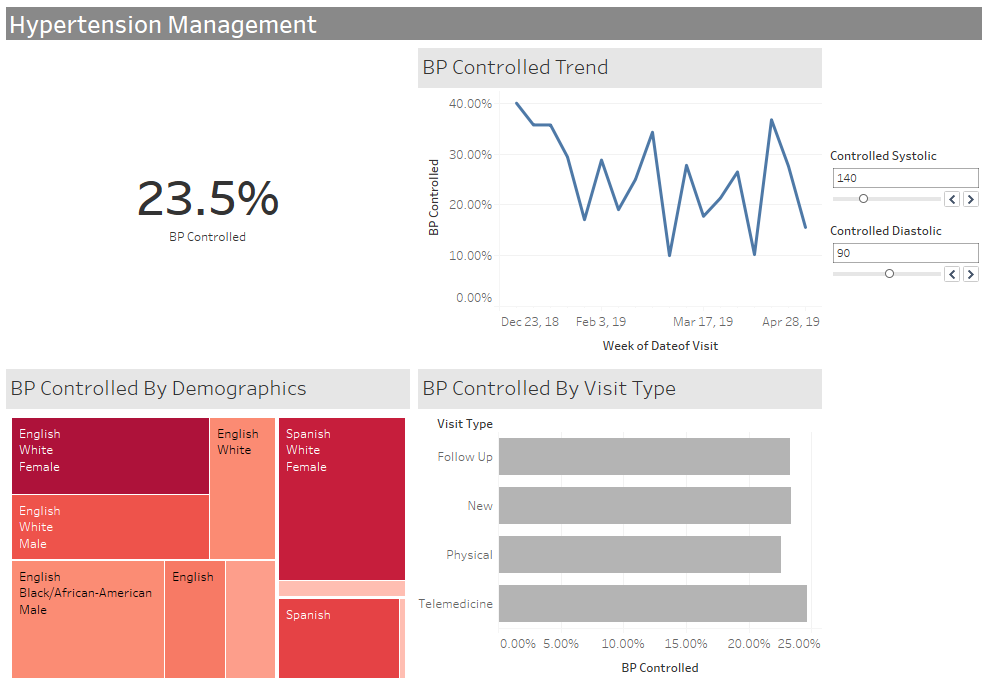 Hypertension Management
23.5%
BP Controlled
BP Controlled Trend
BP Controlled
40.00%
30.00%
20.00%
10.00%
0.00%
Dec 23, 18
Feb 3, 19
Mar 17, 19
Apr 28, 19
Week of Dateof Visit
Controlled Systolic
140
Controlled Diastolic
90
BP Controlled By Demographics
English
White
Female
English
White
Male
English
White
English
Black/African-American
Male
English
Spanish
White
Female
Spanish
BP Controlled By Visit Type
Visit Type
Follow Up
New
Physical
Telemedicine
0.00%
5.00%
10.00%
15.00%
20.00%
25.00%
BP Controlled